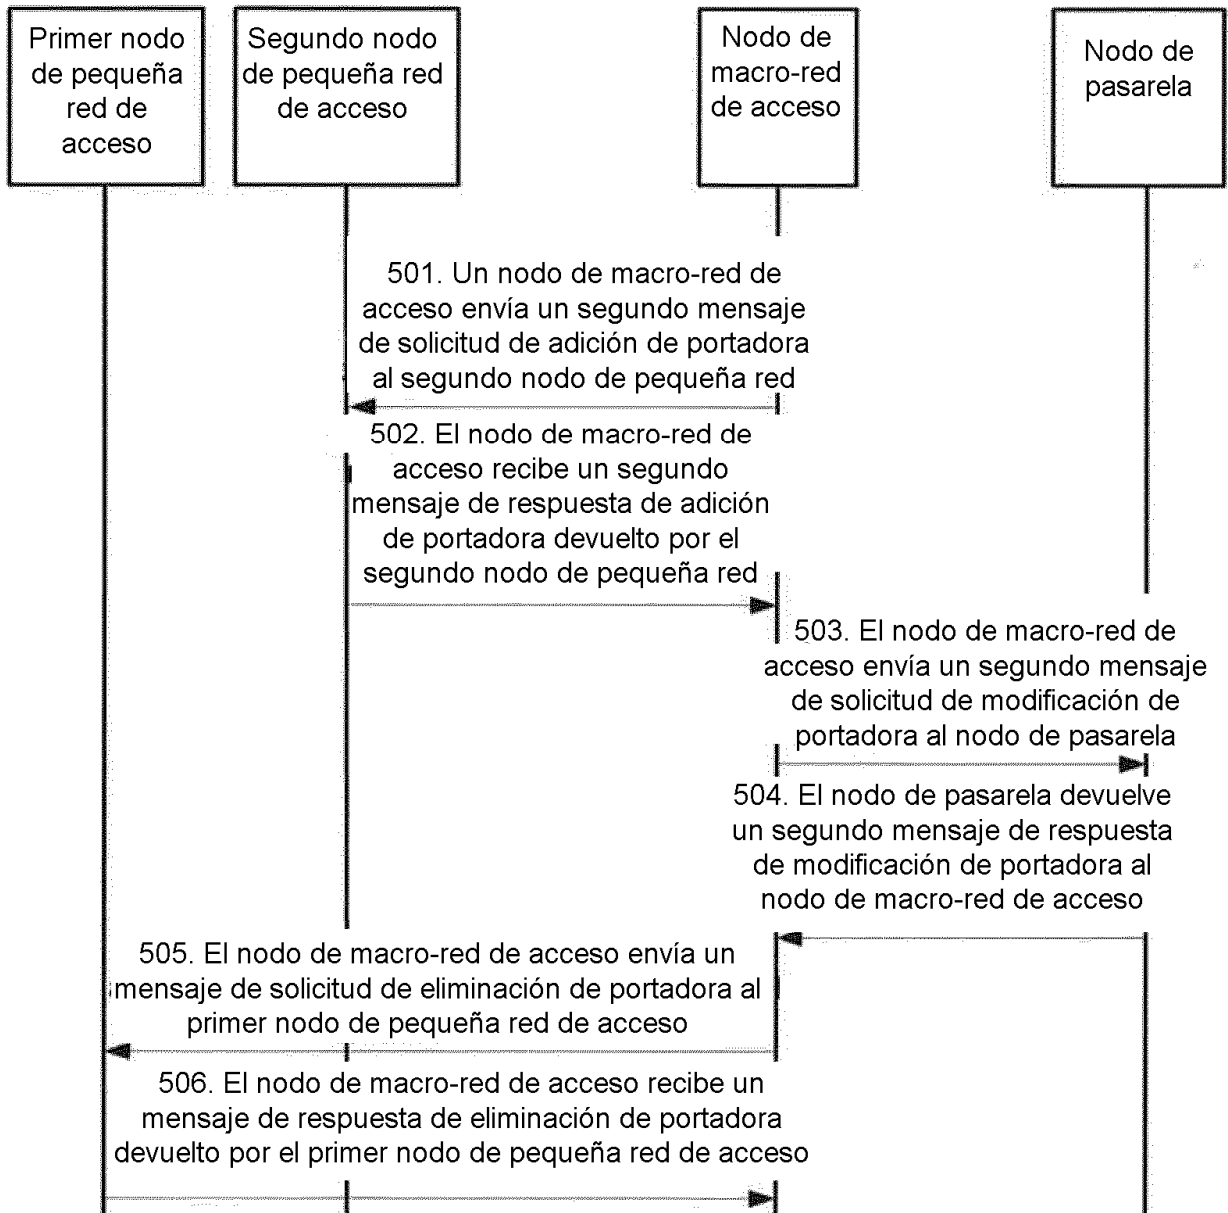 Primer nodo
de pequeña
red de
acceso
Segundo nodo
de pequeña red
de acceso
Nodo de
macro-red
de acceso
Nodo de
pasarela
501. Un nodo de macro-red de
acceso envía un segundo mensaje
de solicitud de adición de portadora
al segundo nodo de pequeña red
502. El nodo de macro-red de
acceso recibe un segundo
mensaje de respuesta de adición
de portadora devuelto por el
segundo nodo de pequeña red
503. El nodo de macro-red de
acceso envía un segundo mensaje
de solicitud de modificación de
portadora al nodo de pasarela
504. El nodo de pasarela devuelve
un segundo mensaje de respuesta
de modificación de portadora al
nodo de macro-red de acceso
505. El nodo de macro-red de acceso envía un
mensaje de solicitud de eliminación de portadora al
primer nodo de pequeña red de acceso
506. El nodo de macro-red de acceso recibe un
mensaje de respuesta de eliminación de portadora
devuelto por el primer nodo de pequeña red de acceso